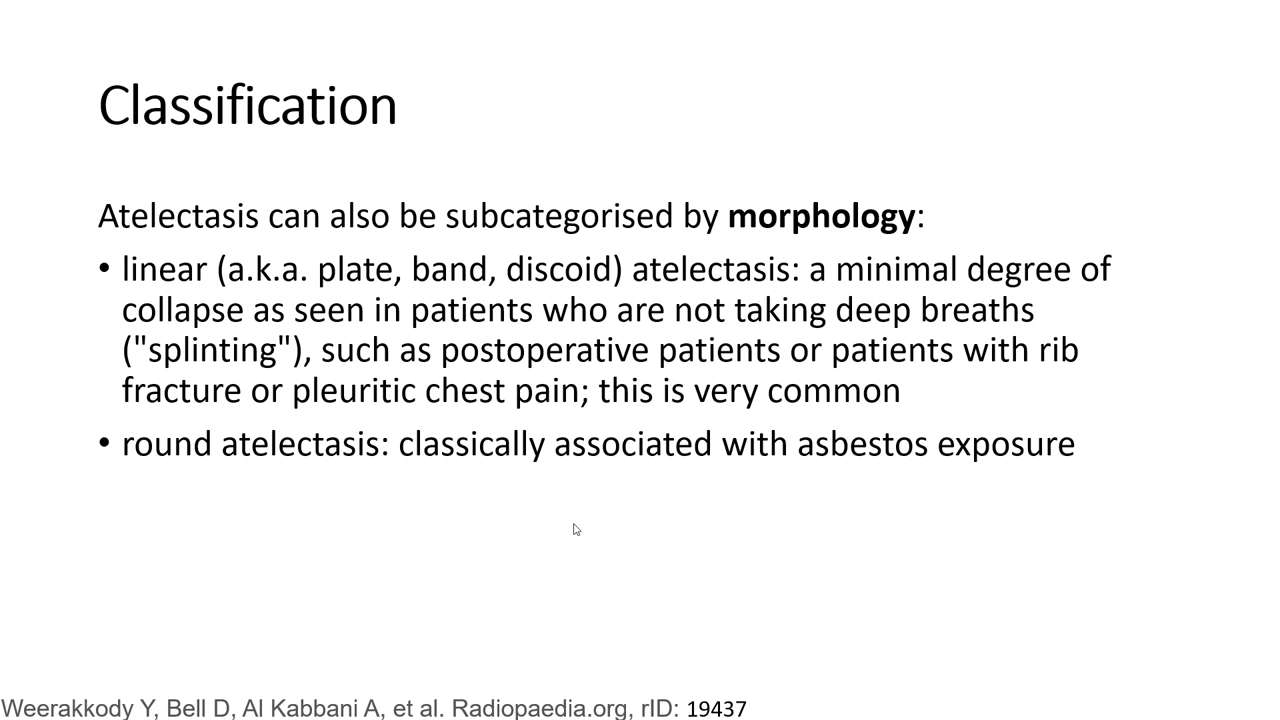 Classification
Atelectasis can also be subcategorised by morphology:
• linear (a.k.a. plate, band, discoid) atelectasis: a minimal degree of
collapse as seen in patients who are not taking deep breaths
("splinting"), such as postoperative patients or patients with rib
fracture or pleuritic chest pain; this is very common
• round atelectasis: classically associated with asbestos exposure
Weerakkody Y, Bell D, Al Kabbani A, et al. Radiopaedia.org, rID: 19437